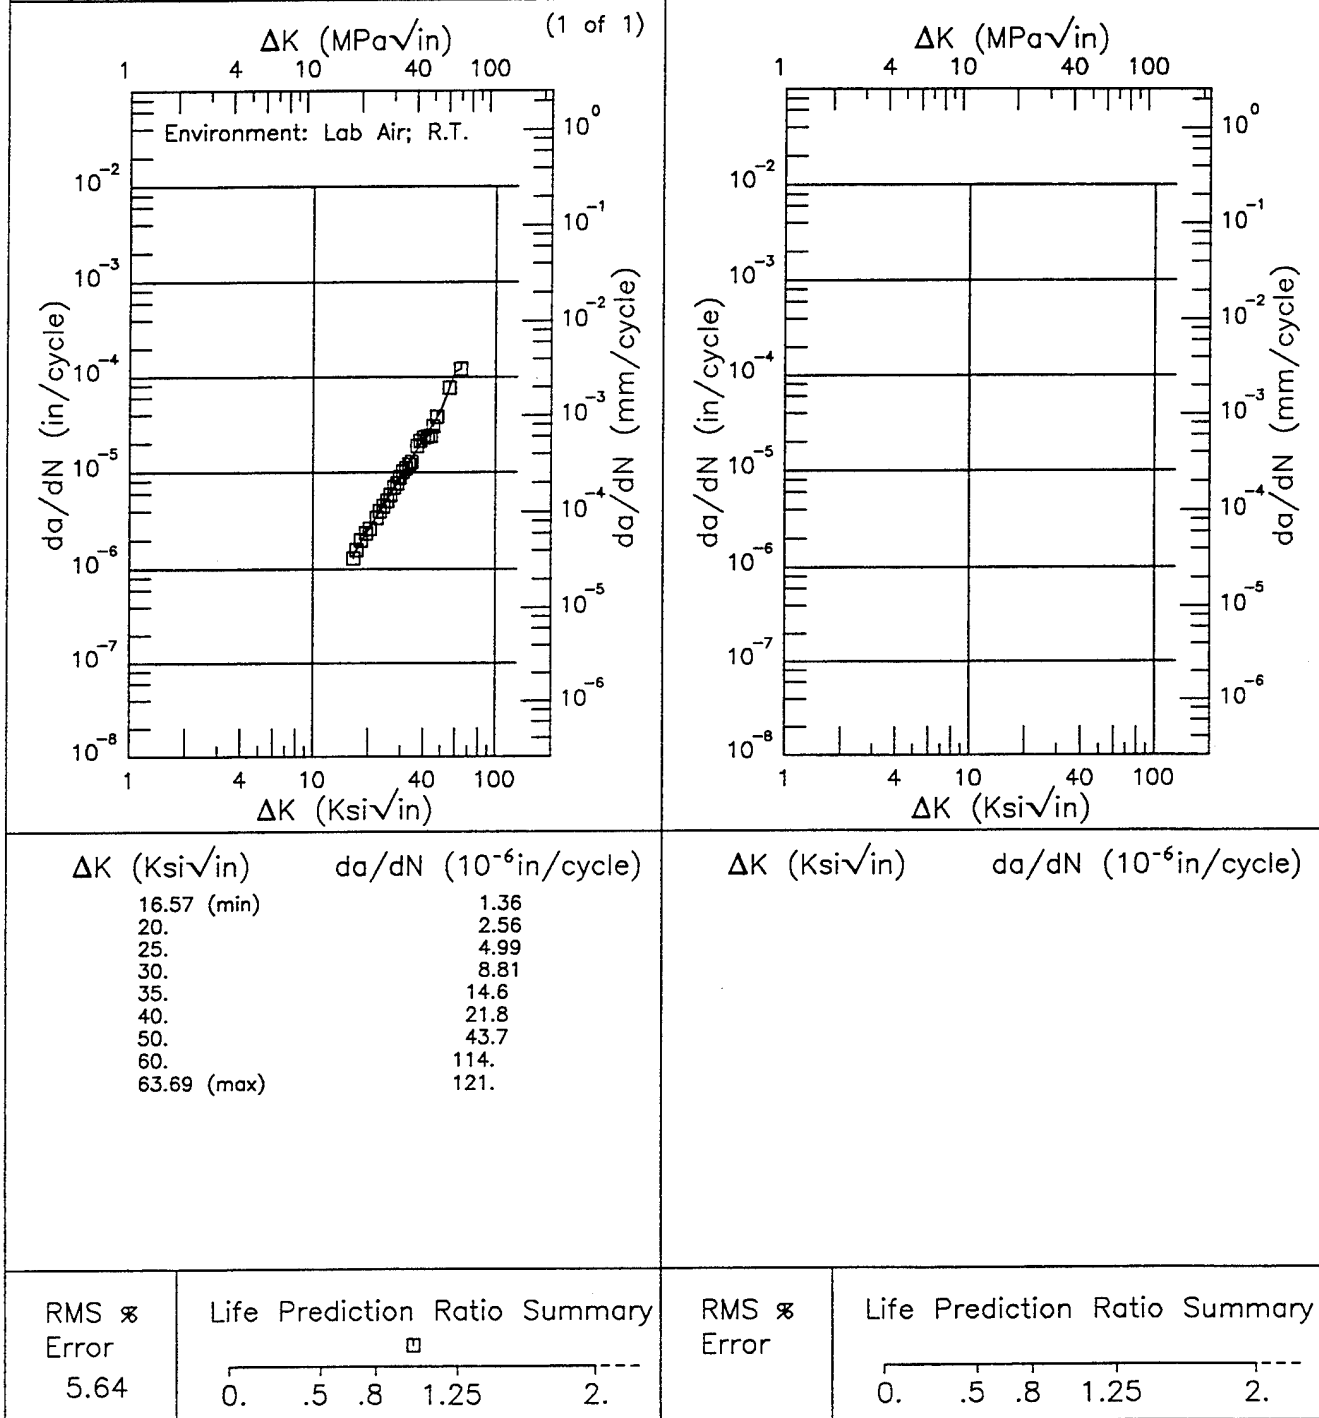 (1 of 1)
ΔK (MPa√in)
1 4 10 40 100
Environment: Lab Air; R.T.
da/dN (in/cycle)
10⁻²
10⁻³
10⁻⁴
10⁻⁵
10⁻⁶
10⁻⁷
10⁻⁸
10⁰
10⁻¹
10⁻²
10⁻³
10⁻⁴
10⁻⁵
10⁻⁶
da/dN (mm/cycle)
1 4 10 40 100
ΔK (Ksi√in)
ΔK (MPa√in)
1 4 10 40 100
da/dN (in/cycle)
10⁻²
10⁻³
10⁻⁴
10⁻⁵
10⁻⁶
10⁻⁷
10⁻⁸
10⁰
10⁻¹
10⁻²
10⁻³
10⁻⁴
10⁻⁵
10⁻⁶
da/dN (mm/cycle)
1 4 10 40 100
ΔK (Ksi√in)
ΔK (Ksi√in) da/dN (10⁻⁶in/cycle)
16.57 (min) 1.36
20. 2.56
25. 4.99
30. 8.81
35. 14.6
40. 21.8
50. 43.7
60. 114.
63.69 (max) 121.
ΔK (Ksi√in) da/dN (10⁻⁶in/cycle)
RMS %
Error
5.64
Life Prediction Ratio Summary
0. .5 .8 1.25 2.
RMS %
Error
Life Prediction Ratio Summary
0. .5 .8 1.25 2.